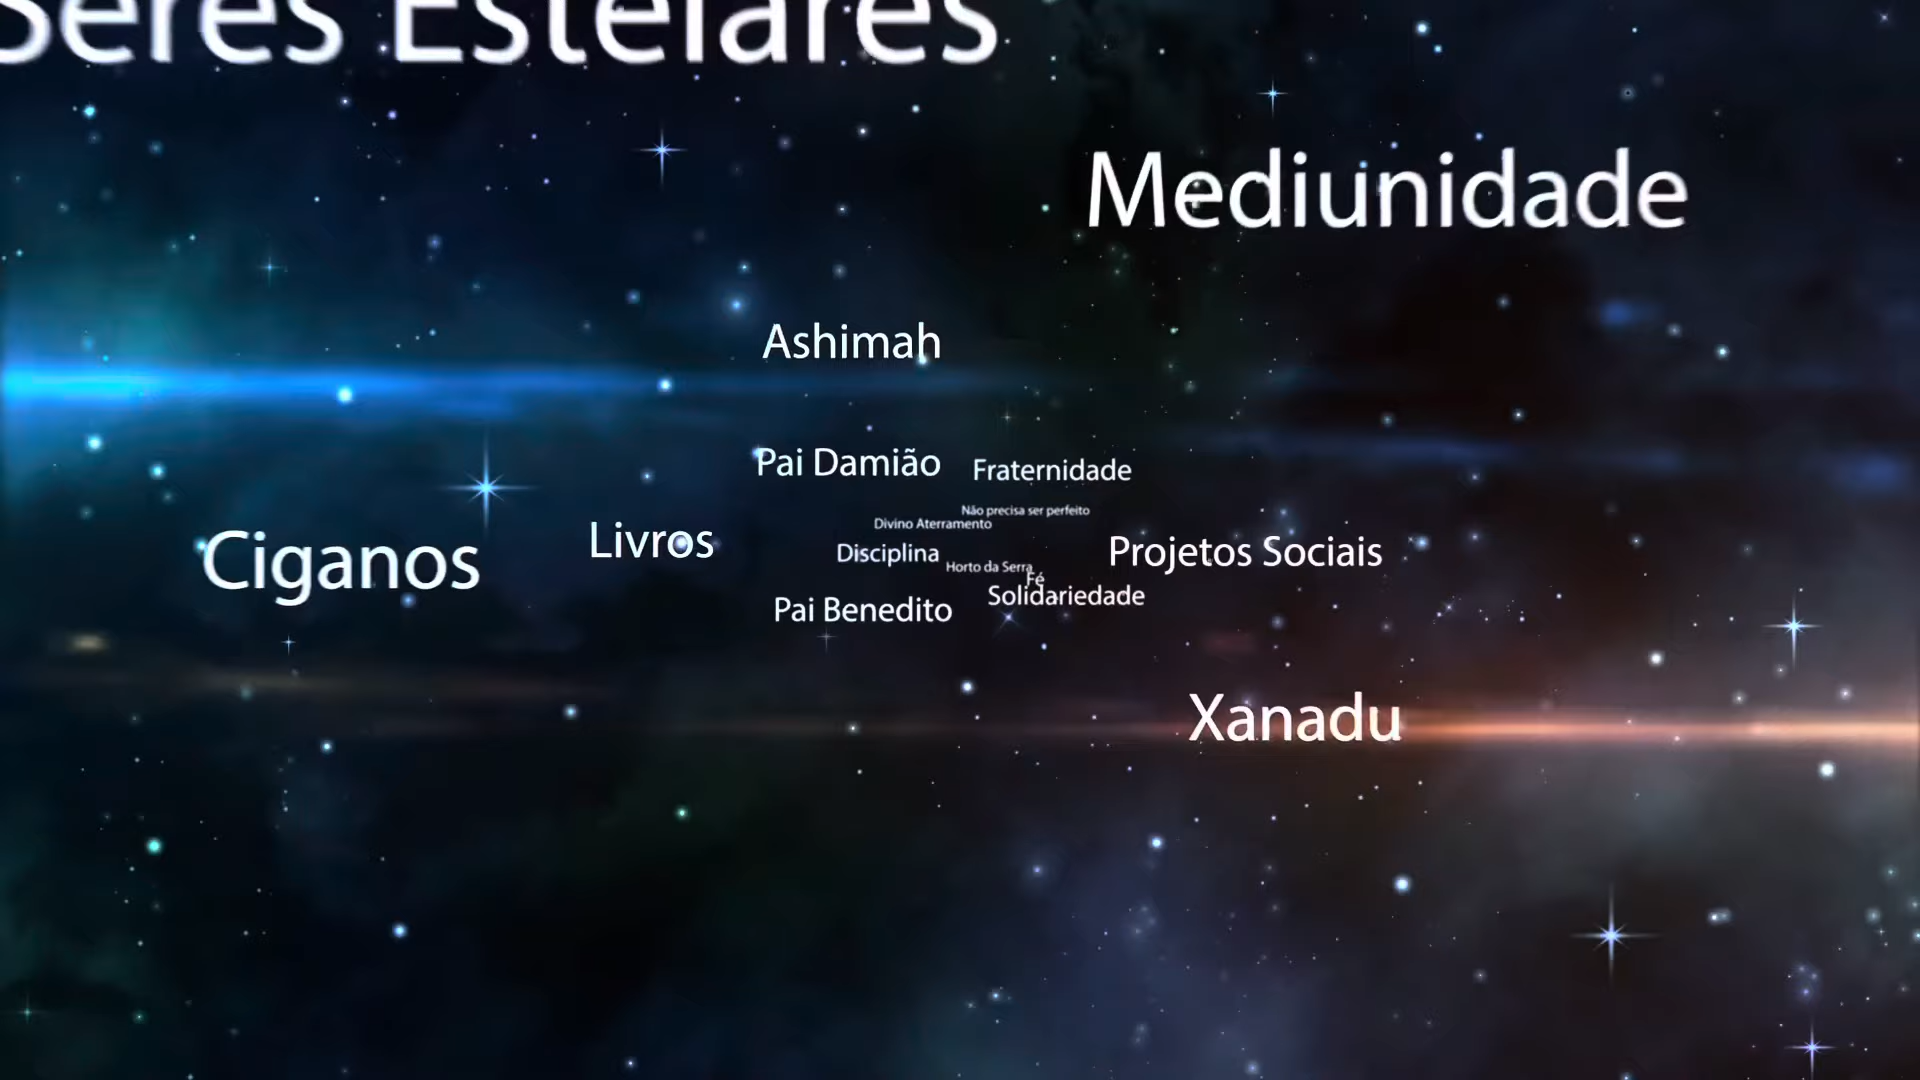 Seres Estelares
Mediunidade
Ashimah
Pai Damião
Fraternidade
Não precisa ser perfeito
Divino Aterramento
Ciganos
Livros
Disciplina
Projetos Sociais
Horto da Serra
Fé
Solidariedade
Pai Benedito
Xanadu